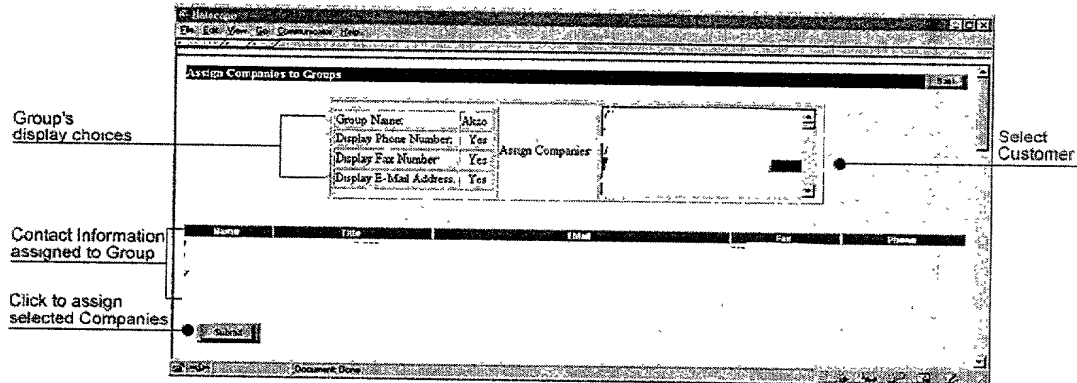 Netscape
File Edit View Go Communicator Help
Assign Companies to Groups
Group's
display choices
Group Name: Akzo
Display Phone Number: Yes
Display Fax Number Yes
Display E-Mail Address: Yes
Assign Companies:
Select
Customer
Name Title EMail Fax Phone
Contact Information
assigned to Group
Click to assign
selected Companies
Submit
Document: Done